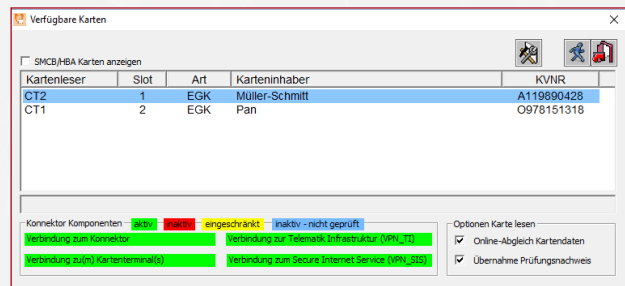 Verfügbare Karten
SMCB/HBA Karten anzeigen
Kartenleser Slot Art Karteninhaber KVNR
CT2 1 EGK Müller-Schmitt A119890428
CT1 2 EGK Pan O978151318
Konnektor Komponenten aktiv inaktiv eingeschränkt inaktiv - nicht geprüft
Verbindung zum Konnektor Verbindung zur Telematik Infrastruktur (VPN_TI)
Verbindung zu(m) Kartenterminal(s) Verbindung zum Secure Internet Service (VPN_SIS)
Optionen Karte lesen
Online-Abgleich Kartendaten
Übernahme Prüfungsnachweis